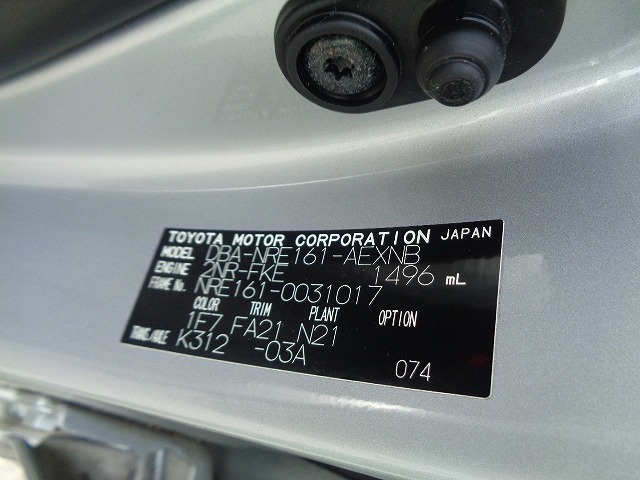 TOYOTA MOTOR CORPORATION JAPAN
MODEL DBA-NRE161-AEXNB
ENGINE 2NR-FKE 1496 mL
FRAME No. NRE161-0031017
COLOR TRIM PLANT OPTION
1F7 FA21 N21
TRANS/AXLE K312 -03A
074